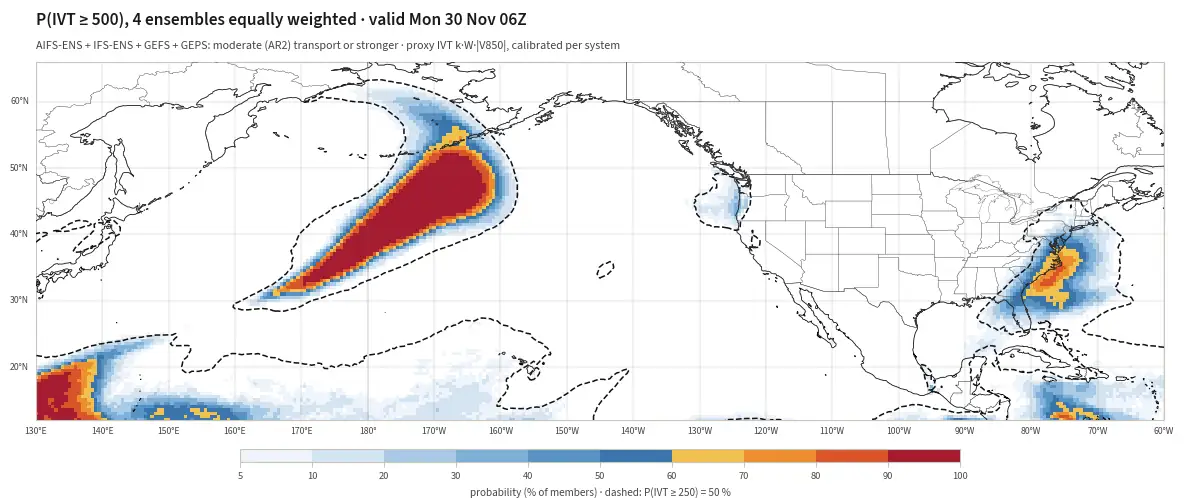 P(IVT ≥ 500), 4 ensembles equally weighted · valid Mon 30 Nov 06Z
AIFS-ENS + IFS-ENS + GEFS + GEPS: moderate (AR2) transport or stronger · proxy IVT k·W·|V850|, calibrated per system
60°N
50°N
40°N
30°N
20°N
130°E 140°E 150°E 160°E 170°E 180° 170°W 160°W 150°W 140°W 130°W 120°W 110°W 100°W 90°W 80°W 70°W 60°W
5 10 20 30 40 50 60 70 80 90 100
probability (% of members) · dashed: P(IVT ≥ 250) = 50 %